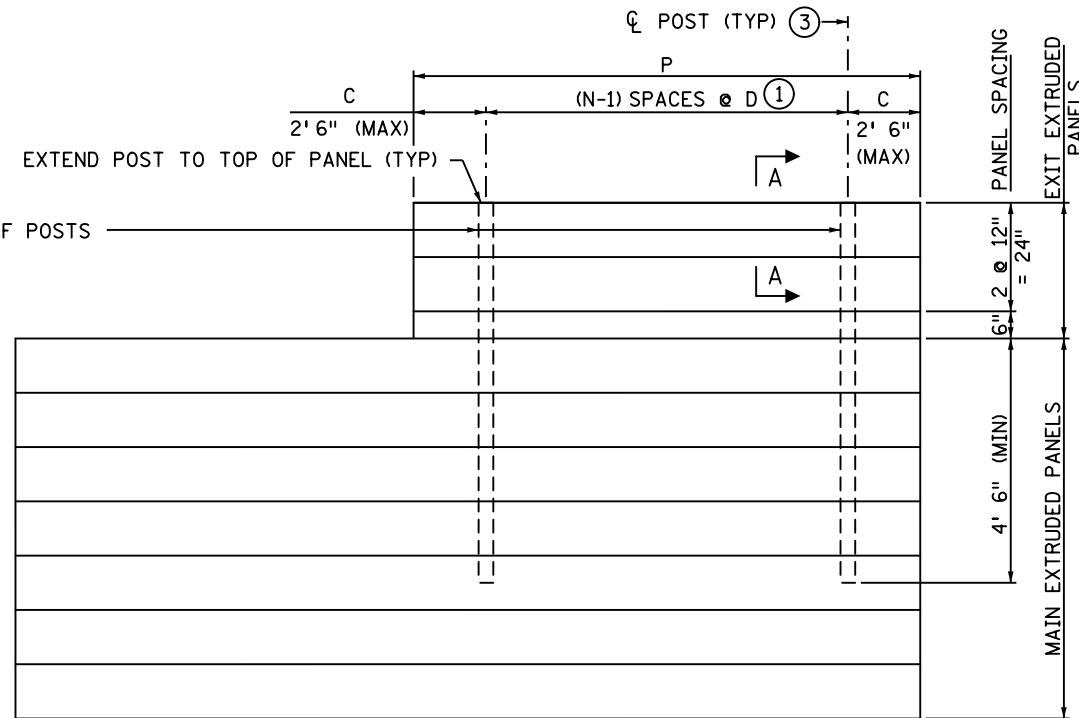 ℄ POST (TYP) 3
P
C
(N-1) SPACES @ D 1
C
2' 6" (MAX)
2' 6"
(MAX)
EXTEND POST TO TOP OF PANEL (TYP)
A
F POSTS
A
PANEL SPACING
2 @ 12"
= 24"
6"
4' 6" (MIN)
EXIT EXTRUDED
PANELS
MAIN EXTRUDED PANELS